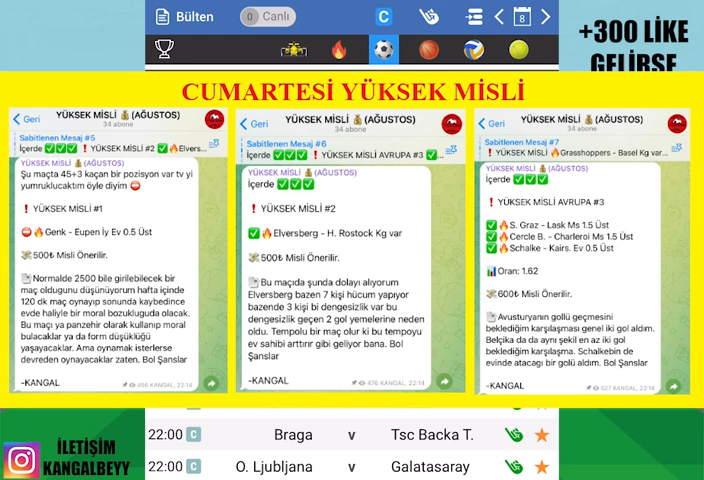 Bülten
0 Canlı
C
8
+300 LİKE
GELİRSE
CUMARTESİ YÜKSEK MİSLİ
Geri
YÜKSEK MİSLİ 💰(AĞUSTOS)
34 abone
Sabitlenen Mesaj #5
İçerde ✅✅✅ ❗ YÜKSEK MİSLİ #2 ✅🔥Elvers...
YÜKSEK MİSLİ 💰(AĞUSTOS)
Şu maçta 45+3 kaçan bir pozisyon var tv yi
yumruklucaktım öyle diyim ⛔
❗ YÜKSEK MİSLİ #1
⛔🔥Genk - Eupen İy Ev 0.5 Üst
💸500₺ Misli Önerilir.
📝Normalde 2500 bile girilebilecek bir
maç oldugunu düşünüyorum hafta içinde
120 dk maç oynayıp sonunda kaybedince
evde haliyle bir moral bozukluguda olacak.
Bu maçı ya panzehir olarak kullanıp moral
bulacaklar ya da form düşüklüğü
yaşayacaklar. Ama oynamak isterlerse
devreden oynayacaklar zaten. Bol Şanslar
-KANGAL
456 KANGAL, 22:14
Geri
YÜKSEK MİSLİ 💰(AĞUSTOS)
34 abone
Sabitlenen Mesaj #6
İçerde ✅✅✅ ❗ YÜKSEK MİSLİ AVRUPA #3 ✅...
YÜKSEK MİSLİ 💰(AĞUSTOS)
İçerde ✅✅✅
❗ YÜKSEK MİSLİ #2
✅🔥Elversberg - H. Rostock Kg var
💸500₺ Misli Önerilir.
📝Bu maçıda şunda dolayı alıyorum
Elversberg bazen 7 kişi hücum yapıyor
bazende 3 kişi bi dengesizlik var bu
dengesizlik geçen 2 gol yemelerine neden
oldu. Tempolu bir maç olur ki bu tempoyu
ev sahibi arttırır gibi geliyor bana. Bol
Şanslar
-KANGAL
476 KANGAL, 22:14
Geri
YÜKSEK MİSLİ 💰(AĞUSTOS)
34 abone
Sabitlenen Mesaj #7
❗ YÜKSEK MİSLİ 🔥Grasshoppers - Basel Kg var...
YÜKSEK MİSLİ 💰(AĞUSTOS)
İçerde ✅✅✅
❗ YÜKSEK MİSLİ AVRUPA #3
✅🔥S. Graz - Lask Ms 1.5 Üst
✅🔥Cercle B. - Charleroi Ms 1.5 Üst
✅🔥Schalke - Kairs. Ev 0.5 Üst
📊Oran: 1.62
💸600₺ Misli Önerilir.
📝Avusturyanın gollü geçmesini
beklediğim karşılaşması genel iki gol aldım.
Belçika da da aynı şekil en az iki gol
beklediğim karşılaşma. Schalkebin de
evinde atacagı bir golü aldım. Bol Şanslar
-KANGAL
527 KANGAL, 22:14
22:00 C Braga v Tsc Backa T.
22:00 C O. Ljubljana v Galatasaray
İLETİŞİM
KANGALBEYY